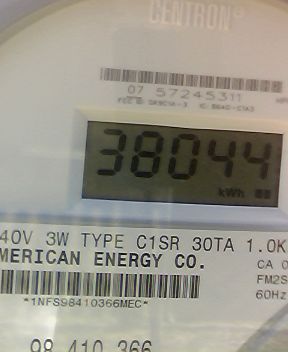 CENTRON®
07 57245311
38044
kWh
40V 3W TYPE C1SR 30TA 1.0K
MERICAN ENERGY CO.
CA 0
FM2S
60Hz
*1NFS98410366MEC*
98 410 366